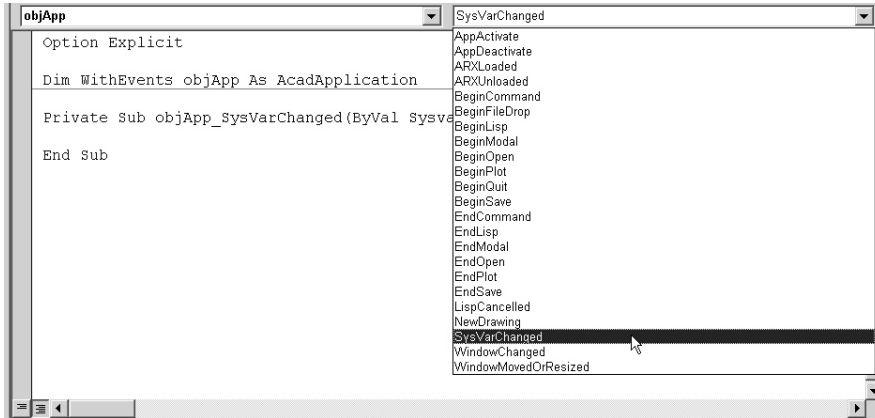 objApp
SysVarChanged
Option Explicit
Dim WithEvents objApp As AcadApplication
Private Sub objApp_SysVarChanged(ByVal
End Sub
AppActivate
AppDeactivate
ARXLoaded
ARXUnloaded
BeginCommand
BeginFileDrop
BeginLisp
BeginModal
BeginOpen
BeginPlot
BeginQuit
BeginSave
EndCommand
EndLisp
EndModal
EndOpen
EndPlot
EndSave
LispCancelled
NewDrawing
SysVarChanged
WindowChanged
WindowMovedOrResized